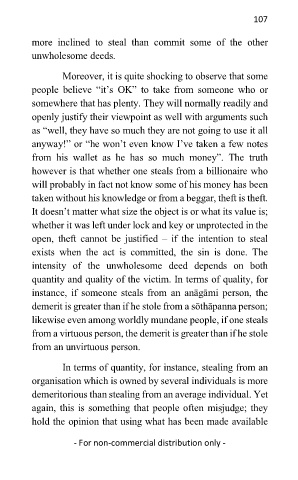 107
more inclined to steal than commit some of the other
unwholesome deeds.
Moreover, it is quite shocking to observe that some
people believe “it’s OK” to take from someone who or
somewhere that has plenty. They will normally readily and
openly justify their viewpoint as well with arguments such
as “well, they have so much they are not going to use it all
anyway!” or “he won’t even know I’ve taken a few notes
from his wallet as he has so much money”. The truth
however is that whether one steals from a billionaire who
will probably in fact not know some of his money has been
taken without his knowledge or from a beggar, theft is theft.
It doesn’t matter what size the object is or what its value is;
whether it was left under lock and key or unprotected in the
open, theft cannot be justified – if the intention to steal
exists when the act is committed, the sin is done. The
intensity of the unwholesome deed depends on both
quantity and quality of the victim. In terms of quality, for
instance, if someone steals from an anāgāmi person, the
demerit is greater than if he stole from a sōthāpanna person;
likewise even among worldly mundane people, if one steals
from a virtuous person, the demerit is greater than if he stole
from an unvirtuous person.
In terms of quantity, for instance, stealing from an
organisation which is owned by several individuals is more
demeritorious than stealing from an average individual. Yet
again, this is something that people often misjudge; they
hold the opinion that using what has been made available
- For non-commercial distribution only -